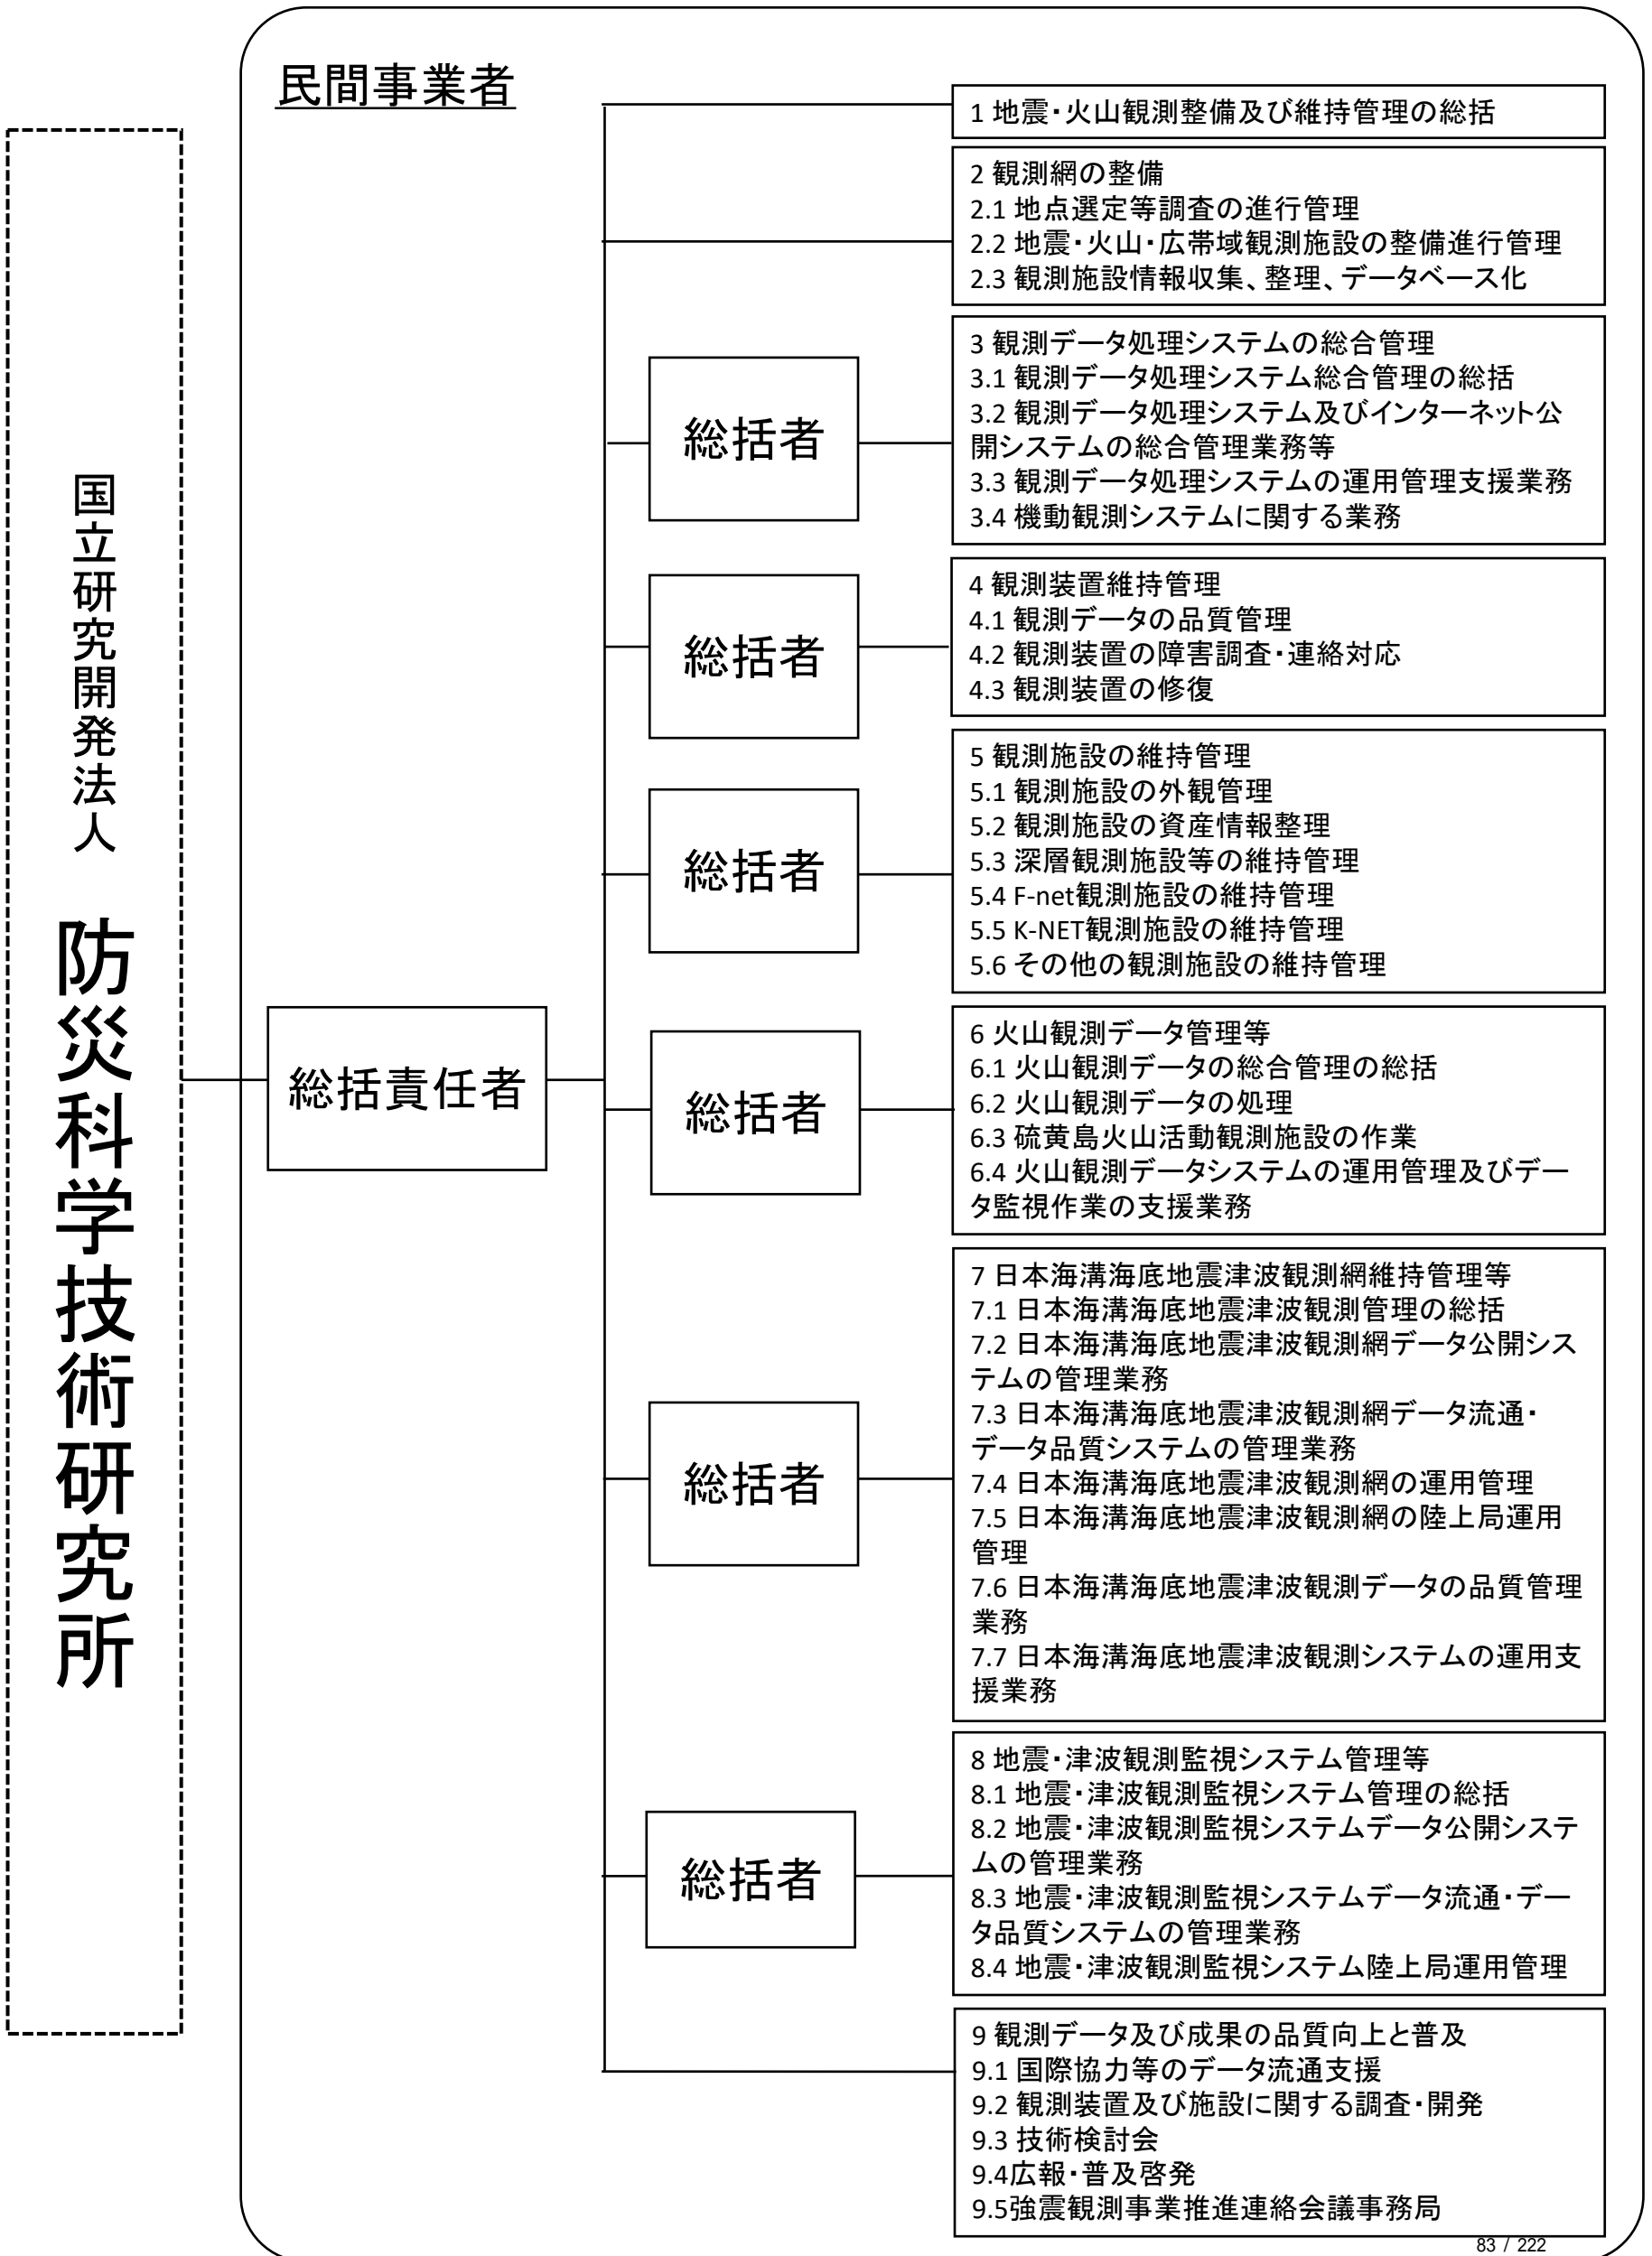 民間事業者
国立研究開発法人 防災科学技術研究所
総括責任者
1 地震・火山観測整備及び維持管理の総括
2 観測網の整備
2.1 地点選定等調査の進行管理
2.2 地震・火山・広帯域観測施設の整備進行管理
2.3 観測施設情報収集、整理、データベース化
総括者
3 観測データ処理システムの総合管理
3.1 観測データ処理システム総合管理の総括
3.2 観測データ処理システム及びインターネット公
開システムの総合管理業務等
3.3 観測データ処理システムの運用管理支援業務
3.4 機動観測システムに関する業務
総括者
4 観測装置維持管理
4.1 観測データの品質管理
4.2 観測装置の障害調査・連絡対応
4.3 観測装置の修復
総括者
5 観測施設の維持管理
5.1 観測施設の外観管理
5.2 観測施設の資産情報整理
5.3 深層観測施設等の維持管理
5.4 F-net観測施設の維持管理
5.5 K-NET観測施設の維持管理
5.6 その他の観測施設の維持管理
総括者
6 火山観測データ管理等
6.1 火山観測データの総合管理の総括
6.2 火山観測データの処理
6.3 硫黄島火山活動観測施設の作業
6.4 火山観測データシステムの運用管理及びデー
タ監視作業の支援業務
総括者
7 日本海溝海底地震津波観測網維持管理等
7.1 日本海溝海底地震津波観測管理の総括
7.2 日本海溝海底地震津波観測網データ公開シス
テムの管理業務
7.3 日本海溝海底地震津波観測網データ流通・
データ品質システムの管理業務
7.4 日本海溝海底地震津波観測網の運用管理
7.5 日本海溝海底地震津波観測網の陸上局運用
管理
7.6 日本海溝海底地震津波観測データの品質管理
業務
7.7 日本海溝海底地震津波観測システムの運用支
援業務
総括者
8 地震・津波観測監視システム管理等
8.1 地震・津波観測監視システム管理の総括
8.2 地震・津波観測監視システムデータ公開システ
ムの管理業務
8.3 地震・津波観測監視システムデータ流通・デー
タ品質システムの管理業務
8.4 地震・津波観測監視システム陸上局運用管理
9 観測データ及び成果の品質向上と普及
9.1 国際協力等のデータ流通支援
9.2 観測装置及び施設に関する調査・開発
9.3 技術検討会
9.4広報・普及啓発
9.5強震観測事業推進連絡会議事務局
83 / 222